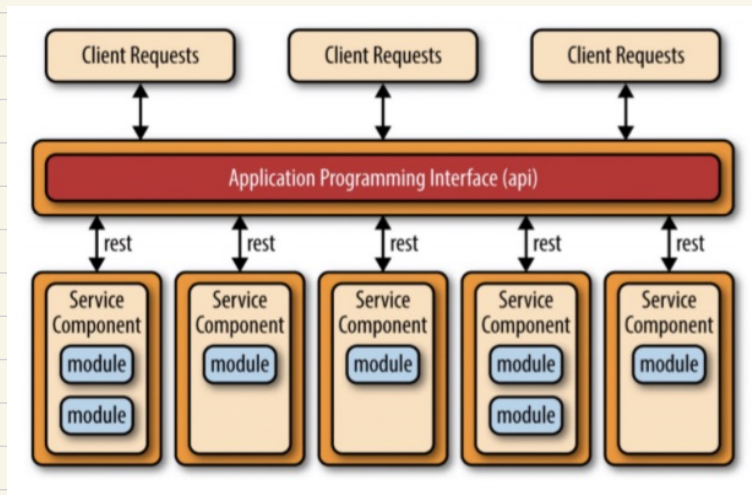 Client Requests
Client Requests
Client Requests
Application Programming Interface (api)
rest
rest
rest
rest
rest
Service
Component
module
module
Service
Component
module
Service
Component
module
Service
Component
module
module
Service
Component
module